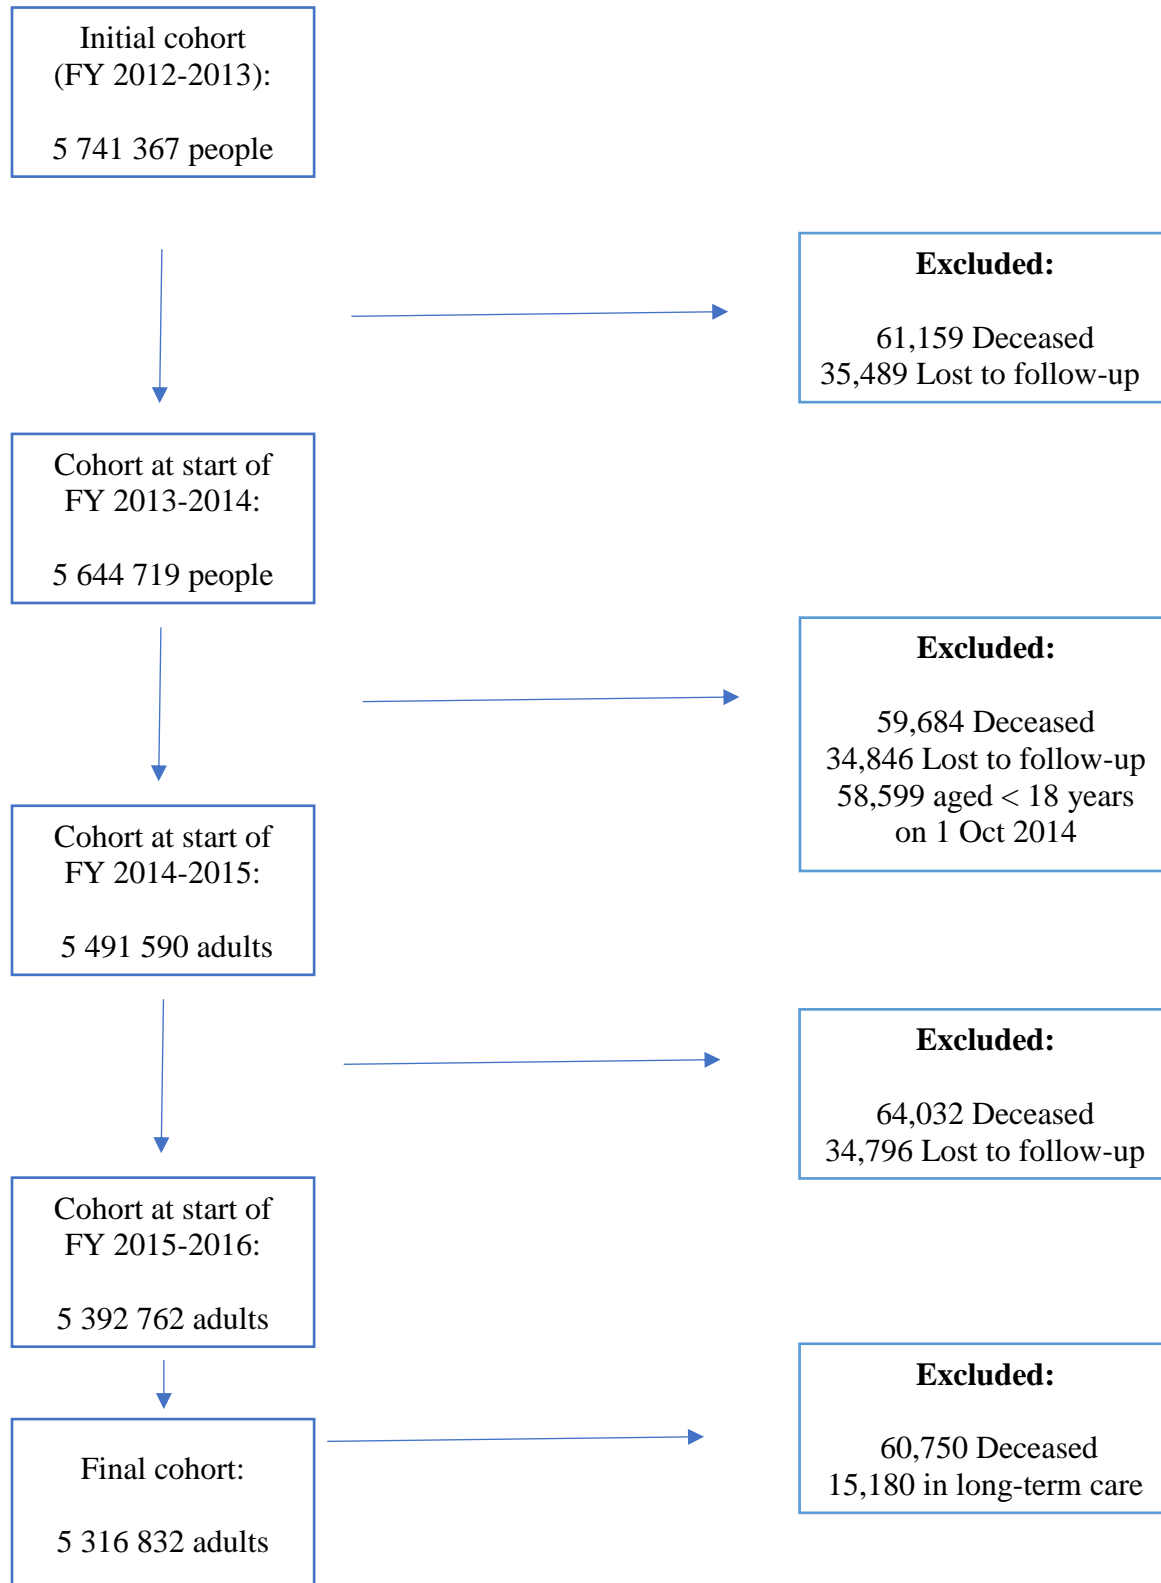 Initial cohort
(FY 2012-2013):
5 741 367 people
Excluded:
61,159 Deceased
35,489 Lost to follow-up
Cohort at start of
FY 2013-2014:
5 644 719 people
Excluded:
59,684 Deceased
34,846 Lost to follow-up
58,599 aged < 18 years
on 1 Oct 2014
Cohort at start of
FY 2014-2015:
5 491 590 adults
Excluded:
64,032 Deceased
34,796 Lost to follow-up
Cohort at start of
FY 2015-2016:
5 392 762 adults
Excluded:
60,750 Deceased
15,180 in long-term care
Final cohort:
5 316 832 adults